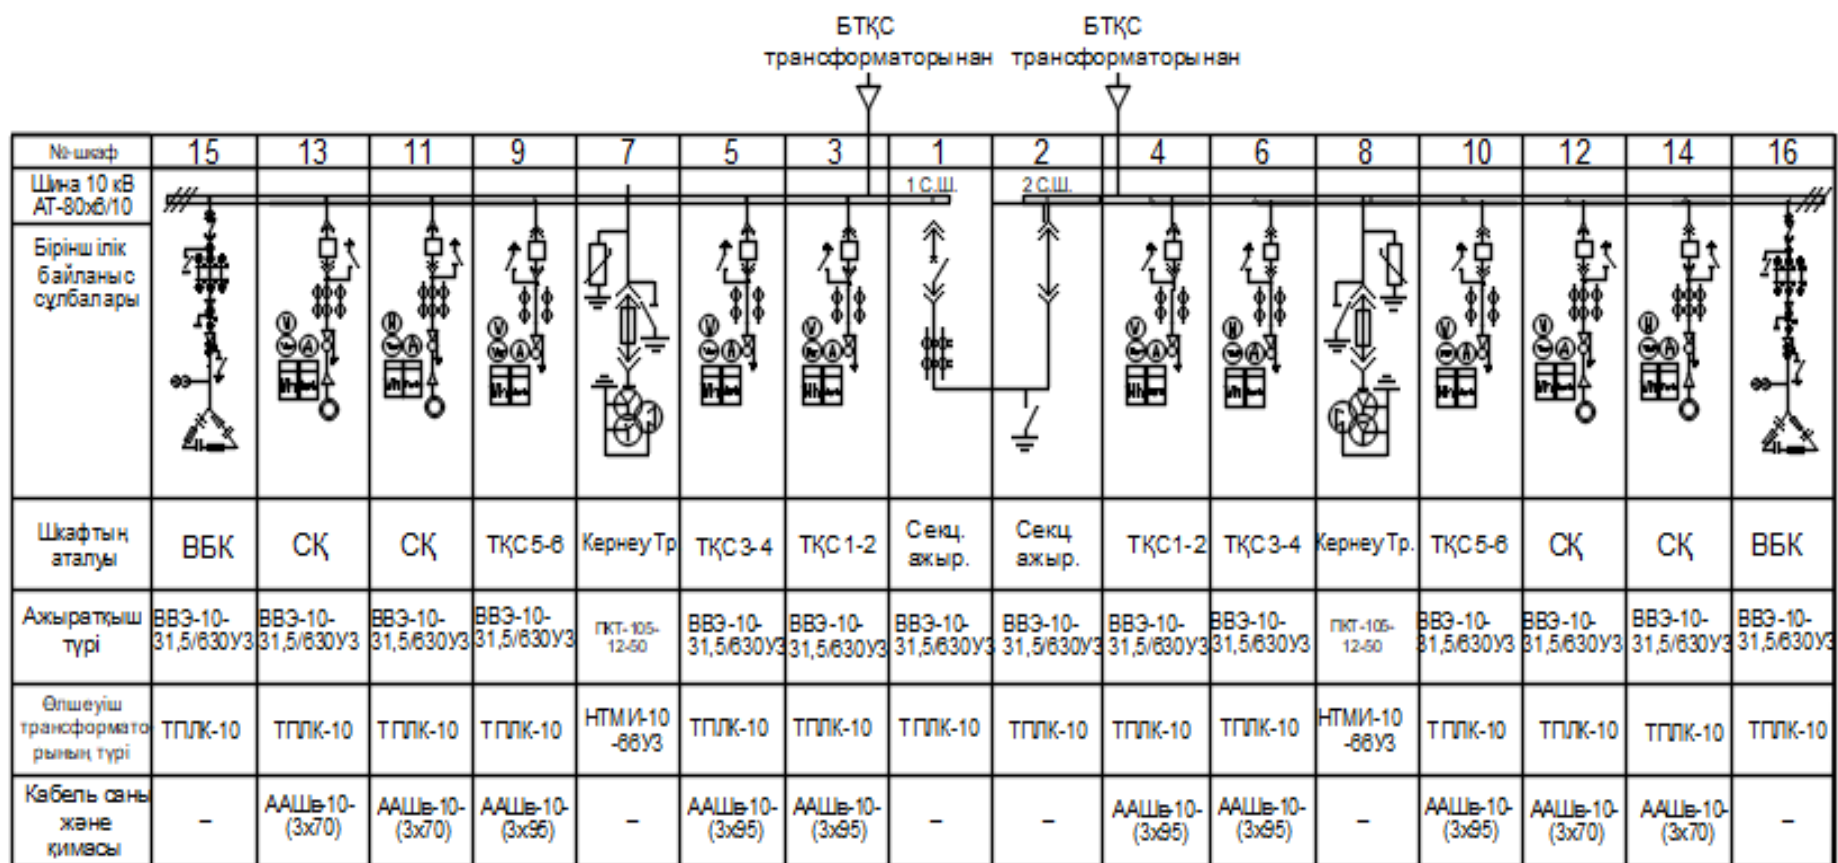 БТҚС
трансформаторынан
БТҚС
трансформаторынан
№-шкаф 15 13 11 9 7 5 3 1 2 4 6 8 10 12 14 16
Шина 10 кВ
АТ-80х6/10
1 С.Ш. 2 С.Ш.
Бірінш ілік
байланыс
сұлбалары
Шкафтың
аталуы
ВБК СҚ СҚ ТҚС 5-6 Кернеу Тр ТҚС 3-4 ТҚС 1-2 Секц. ажыр. Секц. ажыр. ТҚС 1-2 ТҚС 3-4 Кернеу Тр. ТҚС 5-6 СҚ СҚ ВБК
Ажыратқыш
түрі
ВВЭ-10- ВВЭ-10- ВВЭ-10- ВВЭ-10- ПКТ-105- ВВЭ-10- ВВЭ-10- ВВЭ-10- ВВЭ-10- ВВЭ-10- ВВЭ-10- ПКТ-105- ВВЭ-10- ВВЭ-10- ВВЭ-10- ВВЭ-10-
31,5/630У3 31,5/630У3 31,5/630У3 31,5/630У3 12-50 31,5/630У3 31,5/630У3 31,5/630У3 31,5/630У3 31,5/630У3 31,5/630У3 12-50 31,5/630У3 31,5/630У3 31,5/630У3 31,5/630У3
Өлшеуіш
трансформато
рының түрі
ТПЛК-10 ТПЛК-10 ТПЛК-10 ТПЛК-10 НТМИ-10 -66У3 ТПЛК-10 ТПЛК-10 ТПЛК-10 ТПЛК-10 ТПЛК-10 ТПЛК-10 НТМИ-10 -66У3 ТПЛК-10 ТПЛК-10 ТПЛК-10 ТПЛК-10
Кабель саны
және
қимасы
– ААШв-10- ААШв-10- ААШв-10- – ААШв-10- ААШв-10- – – ААШв-10- ААШв-10- – ААШв-10- ААШв-10- ААШв-10- –
(3х70) (3х70) (3х95) (3х95) (3х95) (3х95) (3х95) (3х95) (3х70) (3х70)